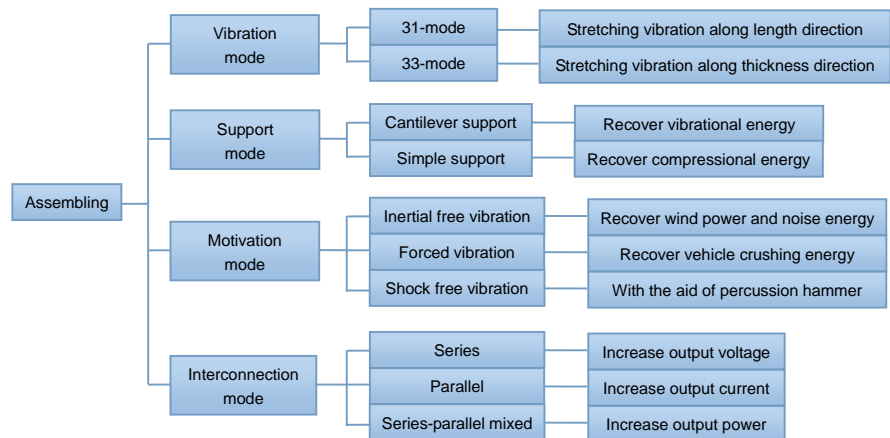 Assembling
Vibration
mode
31-mode
Stretching vibration along length direction
33-mode
Stretching vibration along thickness direction
Support
mode
Cantilever support
Recover vibrational energy
Simple support
Recover compressional energy
Motivation
mode
Inertial free vibration
Recover wind power and noise energy
Forced vibration
Recover vehicle crushing energy
Shock free vibration
With the aid of percussion hammer
Interconnection
mode
Series
Increase output voltage
Parallel
Increase output current
Series-parallel mixed
Increase output power